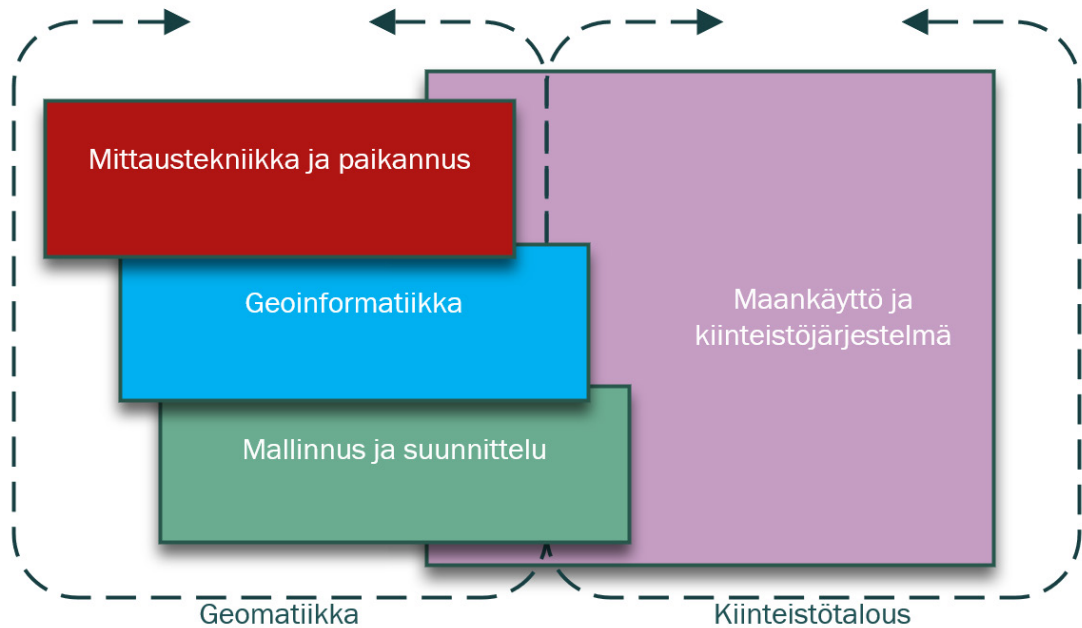 Mittaustekniikka ja paikannus
Geoinformatiikka
Maankäyttö ja
kiinteistöjärjestelmä
Mallinnus ja suunnittelu
Geomatiikka
Kiinteistötalous